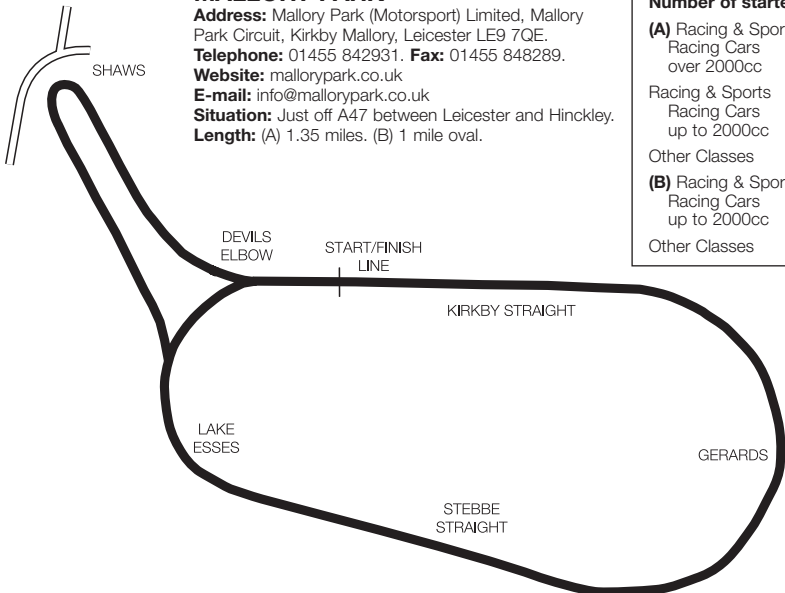 Address: Mallory Park (Motorsport) Limited, Mallory
Park Circuit, Kirkby Mallory, Leicester LE9 7QE.
Telephone: 01455 842931. Fax: 01455 848289.
Website: mallorypark.co.uk
E-mail: info@mallorypark.co.uk
Situation: Just off A47 between Leicester and Hinckley.
Length: (A) 1.35 miles. (B) 1 mile oval.
Number of starte
(A) Racing & Spor
Racing Cars
over 2000cc
Racing & Sports
Racing Cars
up to 2000cc
Other Classes
(B) Racing & Spor
Racing Cars
up to 2000cc
Other Classes
SHAWS
DEVILS
ELBOW
START/FINISH
LINE
KIRKBY STRAIGHT
LAKE
ESSES
GERARDS
STEBBE
STRAIGHT